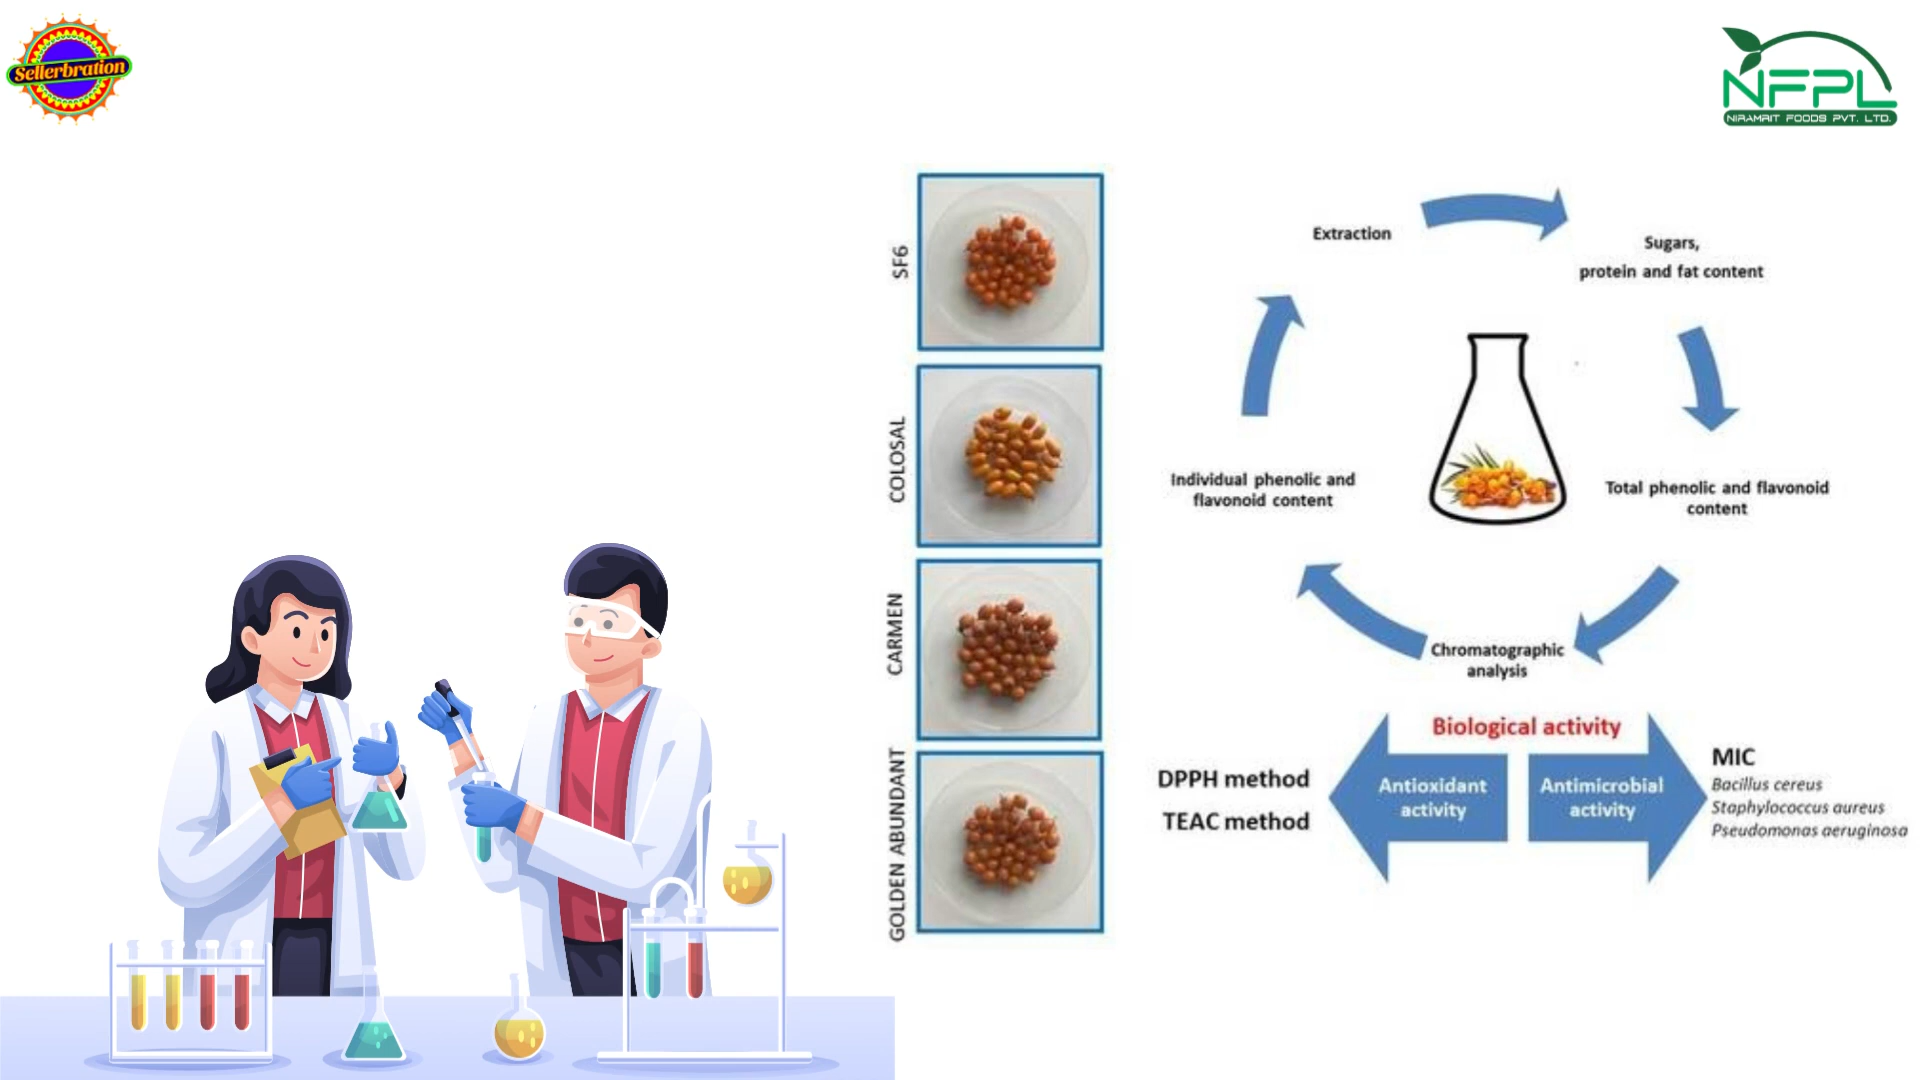 Sellerbration
NFPL
NIRAMRIT FOODS PVT. LTD.
SF6
COLOSAL
CARMEN
GOLDEN ABUNDANT
Extraction
Sugars,
protein and fat content
Total phenolic and flavonoid
content
Chromatographic
analysis
Individual phenolic and
flavonoid content
Biological activity
Antioxidant
activity
Antimicrobial
activity
DPPH method
TEAC method
MIC
Bacillus cereus
Staphylococcus aureus
Pseudomonas aeruginosa